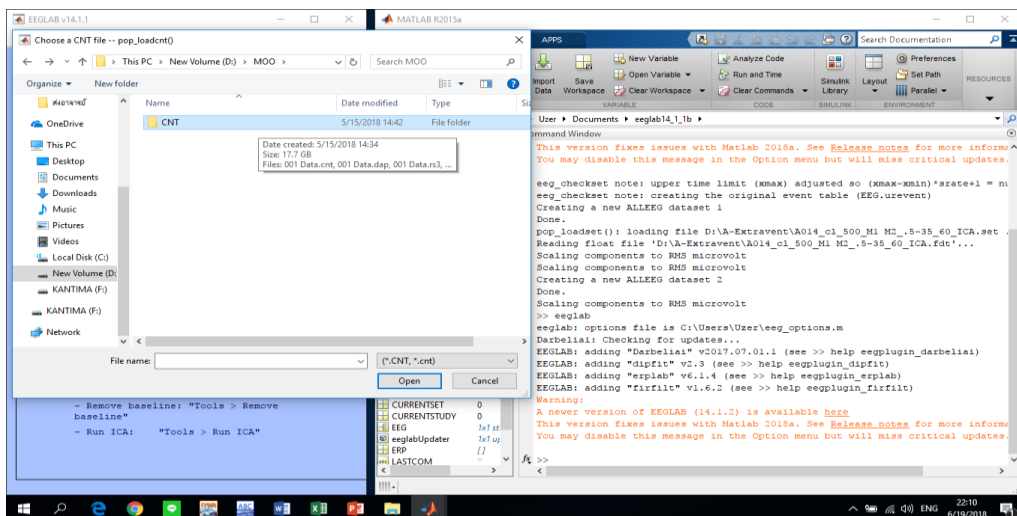 EEGLAB v14.1.1
Choose a CNT file -- pop_loadcnt()
This PC > New Volume (D:) > MOO >
Search MOO
Organize
New folder
ส่งอาจารย์
OneDrive
This PC
Desktop
Documents
Downloads
Music
Pictures
Videos
Local Disk (C:)
New Volume (D:
KANTIMA (F:)
KANTIMA (F:)
Network
Name
Date modified
Type
Siz
CNT
5/15/2018 14:42
File folder
Date created: 5/15/2018 14:34
Size: 17.7 GB
Files: 001 Data.cnt, 001 Data.dap, 001 Data.rs3, ...
File name:
(*.CNT, *.cnt)
Open
Cancel
- Remove baseline: "Tools > Remove
baseline"
- Run ICA: "Tools > Run ICA"
MATLAB R2015a
APPS
Search Documentation
Import
Data
Save
Workspace
New Variable
Open Variable
Clear Workspace
VARIABLE
Analyze Code
Run and Time
Clear Commands
CODE
Simulink
Library
SIMULINK
Layout
Preferences
Set Path
Parallel
ENVIRONMENT
RESOURCES
Uzer > Documents > eeglab14_1_1b >
ommand Window
This version fixes issues with Matlab 2018a. See Release notes for more informa
You may disable this message in the Option menu but will miss critical updates.
eeg_checkset note: upper time limit (xmax) adjusted so (xmax-xmin)*srate+1 = nu
eeg_checkset note: creating the original event table (EEG.urevent)
Creating a new ALLEEG dataset 1
Done.
pop_loadset(): loading file D:\A-Extravent\A014_c1_500_M1 M2_.5-35_60_ICA.set .
Reading float file 'D:\A-Extravent\A014_c1_500_M1 M2_.5-35_60_ICA.fdt'...
Scaling components to RMS microvolt
Scaling components to RMS microvolt
Creating a new ALLEEG dataset 2
Done.
Scaling components to RMS microvolt
>> eeglab
eeglab: options file is C:\Users\Uzer\eeg_options.m
Darbeliai: Checking for updates...
EEGLAB: adding "Darbeliai" v2017.07.01.1 (see >> help eegplugin_darbeliai)
EEGLAB: adding "dipfit" v2.3 (see >> help eegplugin_dipfit)
EEGLAB: adding "erplab" v6.1.4 (see >> help eegplugin_erplab)
EEGLAB: adding "firfilt" v1.6.2 (see >> help eegplugin_firfilt)
Warning:
A newer version of EEGLAB (14.1.2) is available here
This version fixes issues with Matlab 2018a. See Release notes for more informa
You may disable this message in the Option menu but will miss critical updates.
fx >>
CURRENTSET 0
CURRENTSTUDY 0
EEG 1x1 st
eeglabUpdater 1x1 up
ERP []
LASTCOM ''
ENG
22:10
6/19/2018